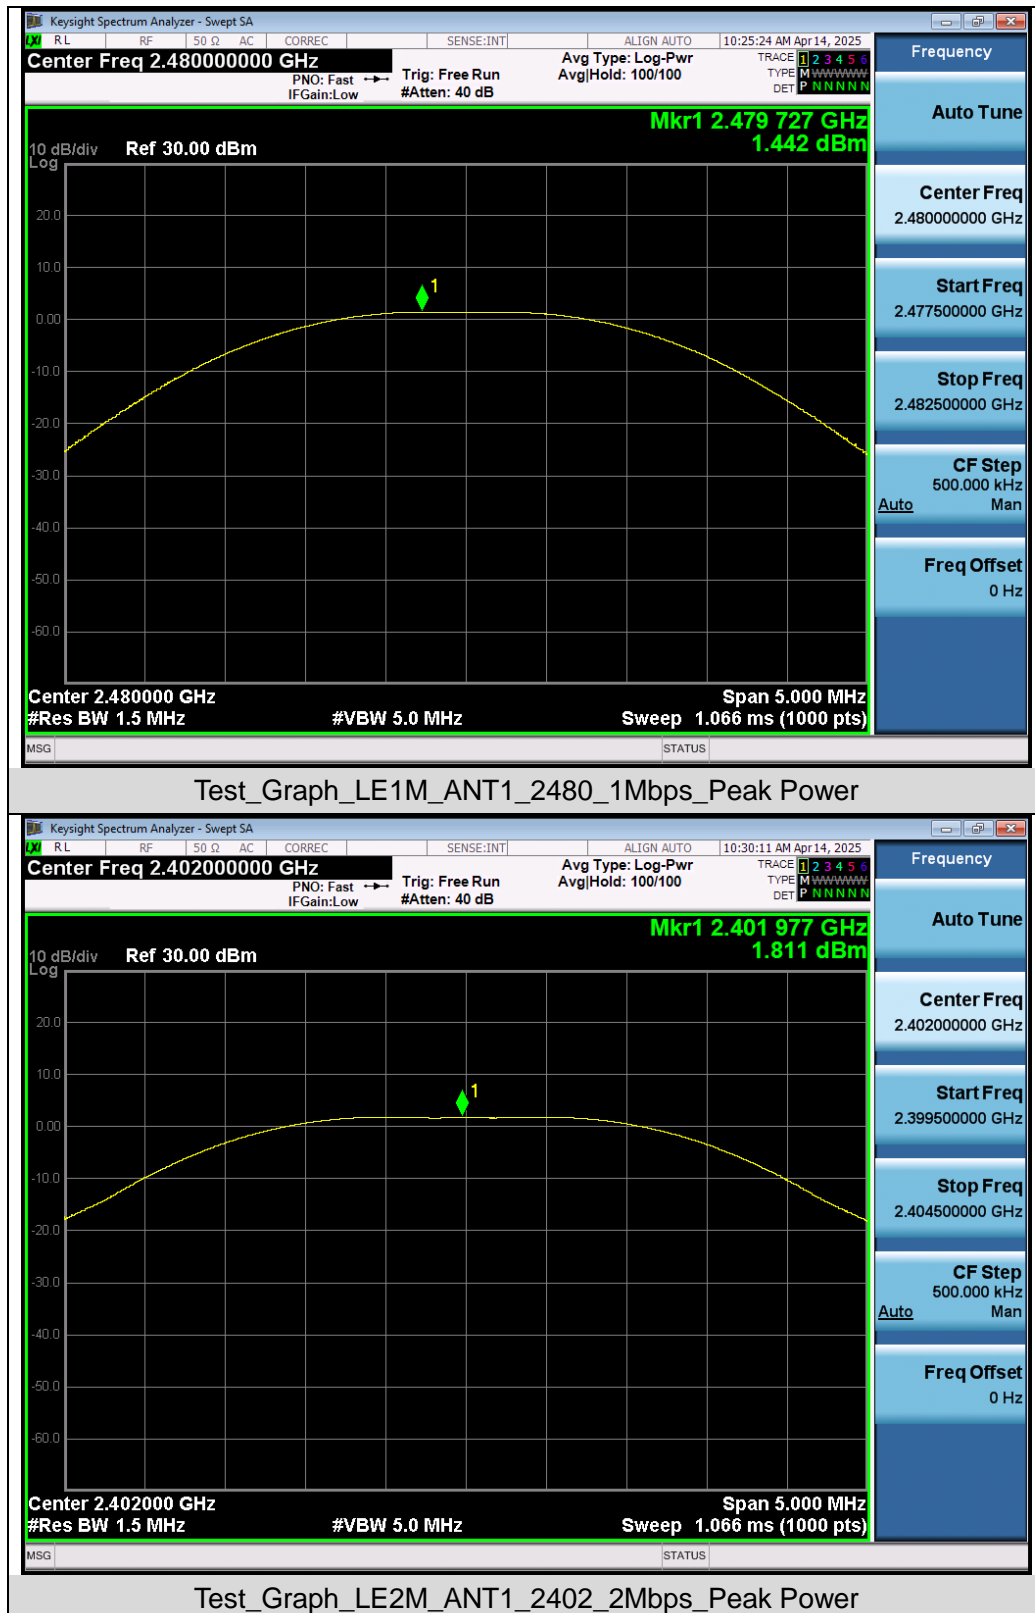 Keysight Spectrum Analyzer - Swept SA
LXI RL RF 50 Ω AC CORREC SENSE:INT ALIGN AUTO 10:25:24 AM Apr 14, 2025
Center Freq 2.480000000 GHz
PNO: Fast
IFGain:Low
Trig: Free Run
#Atten: 40 dB
Avg Type: Log-Pwr
Avg|Hold: 100/100
TRACE 1 2 3 4 5 6
TYPE M WWWWW
DET P N N N N N
Mkr1 2.479 727 GHz
1.442 dBm
10 dB/div Ref 30.00 dBm
Log
20.0
10.0
1
0.00
-10.0
-20.0
-30.0
-40.0
-50.0
-60.0
Center 2.480000 GHz Span 5.000 MHz
#Res BW 1.5 MHz #VBW 5.0 MHz Sweep 1.066 ms (1000 pts)
MSG STATUS
Frequency
Auto Tune
Center Freq
2.480000000 GHz
Start Freq
2.477500000 GHz
Stop Freq
2.482500000 GHz
CF Step
500.000 kHz
Auto Man
Freq Offset
0 Hz
Test_Graph_LE1M_ANT1_2480_1Mbps_Peak Power
Keysight Spectrum Analyzer - Swept SA
LXI RL RF 50 Ω AC CORREC SENSE:INT ALIGN AUTO 10:30:11 AM Apr 14, 2025
Center Freq 2.402000000 GHz
PNO: Fast
IFGain:Low
Trig: Free Run
#Atten: 40 dB
Avg Type: Log-Pwr
Avg|Hold: 100/100
TRACE 1 2 3 4 5 6
TYPE M WWWWW
DET P N N N N N
Mkr1 2.401 977 GHz
1.811 dBm
10 dB/div Ref 30.00 dBm
Log
20.0
10.0
1
0.00
-10.0
-20.0
-30.0
-40.0
-50.0
-60.0
Center 2.402000 GHz Span 5.000 MHz
#Res BW 1.5 MHz #VBW 5.0 MHz Sweep 1.066 ms (1000 pts)
MSG STATUS
Frequency
Auto Tune
Center Freq
2.402000000 GHz
Start Freq
2.399500000 GHz
Stop Freq
2.404500000 GHz
CF Step
500.000 kHz
Auto Man
Freq Offset
0 Hz
Test_Graph_LE2M_ANT1_2402_2Mbps_Peak Power